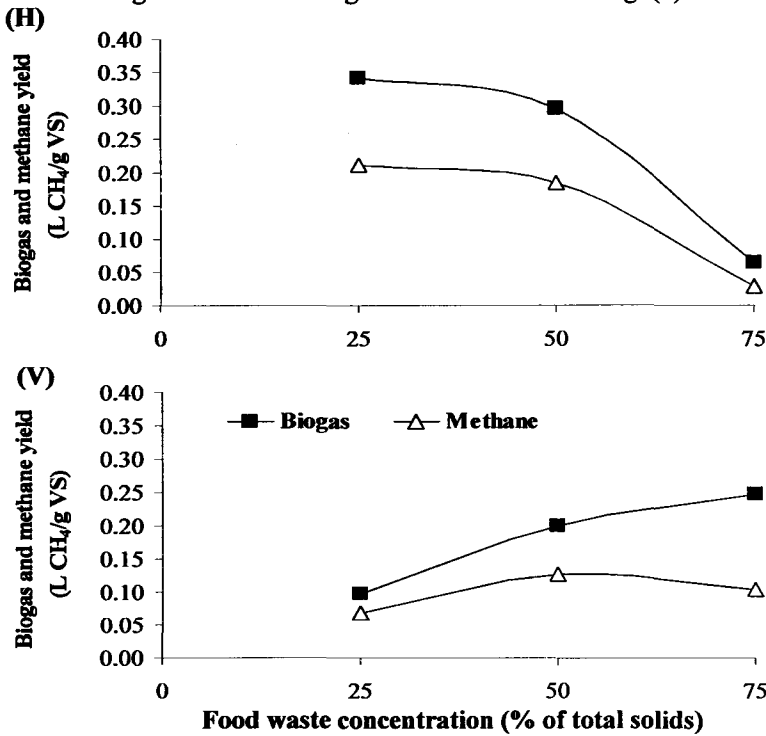 (H)
Biogas and methane yield
(L CH₄/g VS)
0.40
0.35
0.30
0.25
0.20
0.15
0.10
0.05
0.00
0 25 50 75
(V)
Biogas and methane yield
(L CH₄/g VS)
0.40
0.35
0.30
0.25
0.20
0.15
0.10
0.05
0.00
Biogas Methane
0 25 50 75
Food waste concentration (% of total solids)